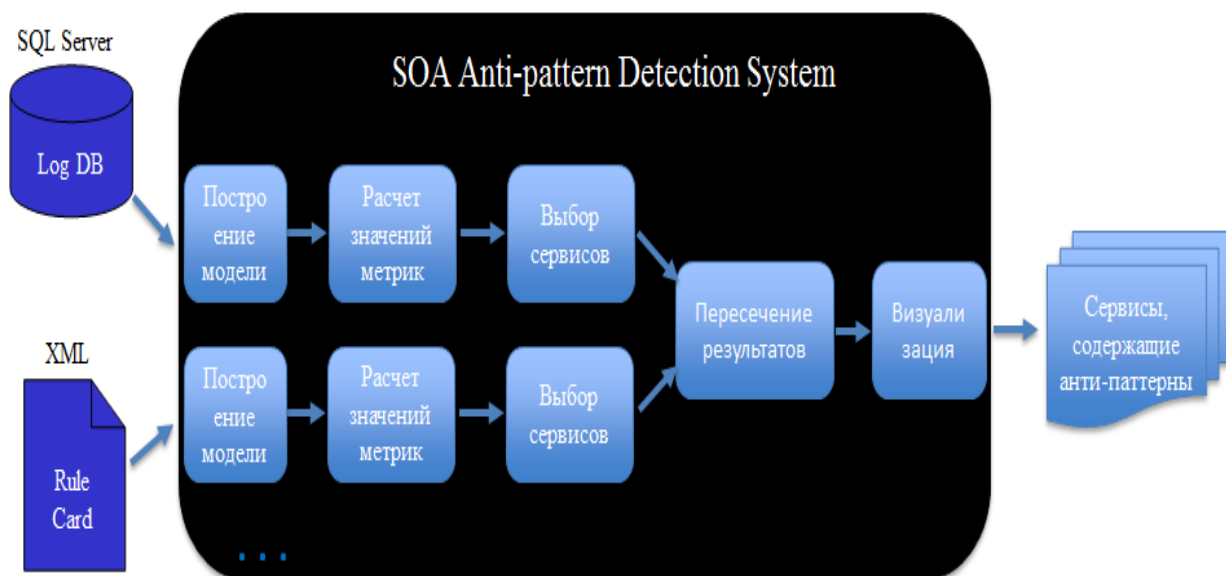 SQL Server
Log DB
SOA Anti-pattern Detection System
Постро
ение
модели
Расчет
значений
метрик
Выбор
сервисов
Пересечение
результатов
Визуали
зация
Сервисы,
содержащие
анти-паттерны
XML
Rule
Card
Постро
ение
модели
Расчет
значений
метрик
Выбор
сервисов
. . .